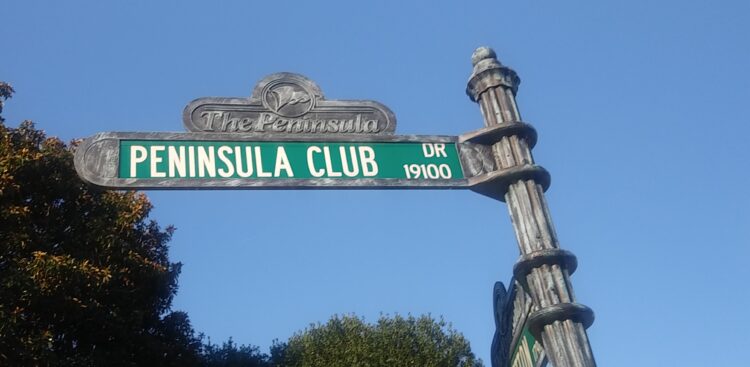 The Peninsula
PENINSULA CLUB DR
19100